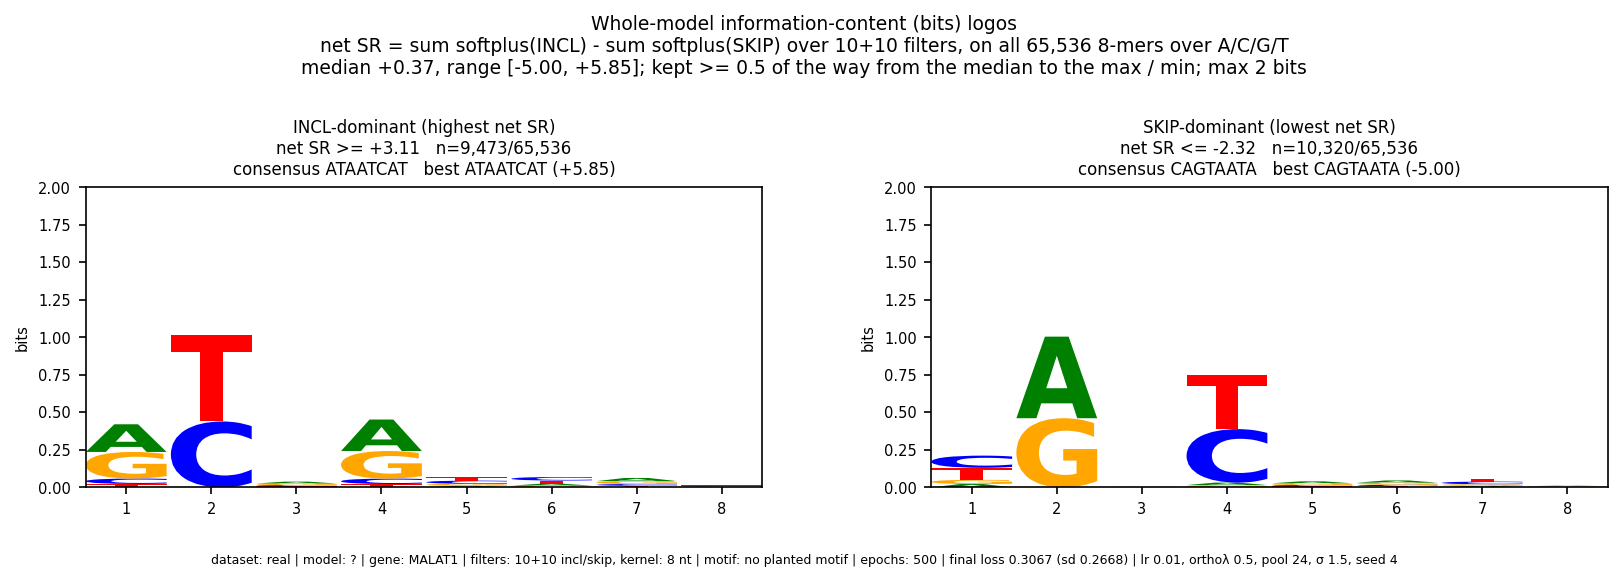 Whole-model information-content (bits) logos
net SR = sum softplus(INCL) - sum softplus(SKIP) over 10+10 filters, on all 65,536 8-mers over A/C/G/T
median +0.37, range [-5.00, +5.85]; kept >= 0.5 of the way from the median to the max / min; max 2 bits
INCL-dominant (highest net SR)
net SR >= +3.11 n=9,473/65,536
consensus ATAATCAT best ATAATCAT (+5.85)
2.00
1.75
1.50
1.25
1.00
0.75
0.50
0.25
0.00
bits
A
G
C
T
T
C
A
G
C
T
T
C
1 2 3 4 5 6 7 8
SKIP-dominant (lowest net SR)
net SR <= -2.32 n=10,320/65,536
consensus CAGTAATA best CAGTAATA (-5.00)
2.00
1.75
1.50
1.25
1.00
0.75
0.50
0.25
0.00
bits
C
T
G
A
A
G
T
C
1 2 3 4 5 6 7 8
dataset: real | model: ? | gene: MALAT1 | filters: 10+10 incl/skip, kernel: 8 nt | motif: no planted motif | epochs: 500 | final loss 0.3067 (sd 0.2668) | lr 0.01, orthoλ 0.5, pool 24, σ 1.5, seed 4